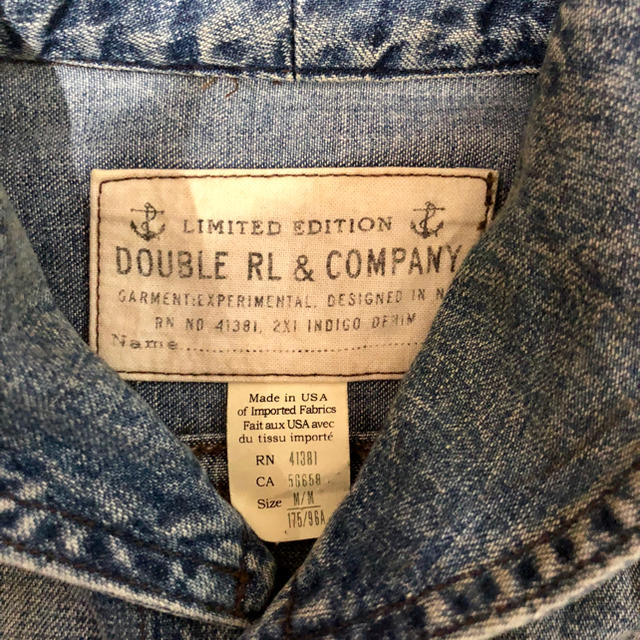 LIMITED EDITION
DOUBLE RL & COMPANY
GARMENT:EXPERIMENTAL. DESIGNED IN
RN NO 41381, 2X1 INDIGO DENIM
Name
Made in USA
of Imported Fabrics
Fait aux USA avec
du tissu importé
RN 41381
CA 56658
Size M/M
175/96A